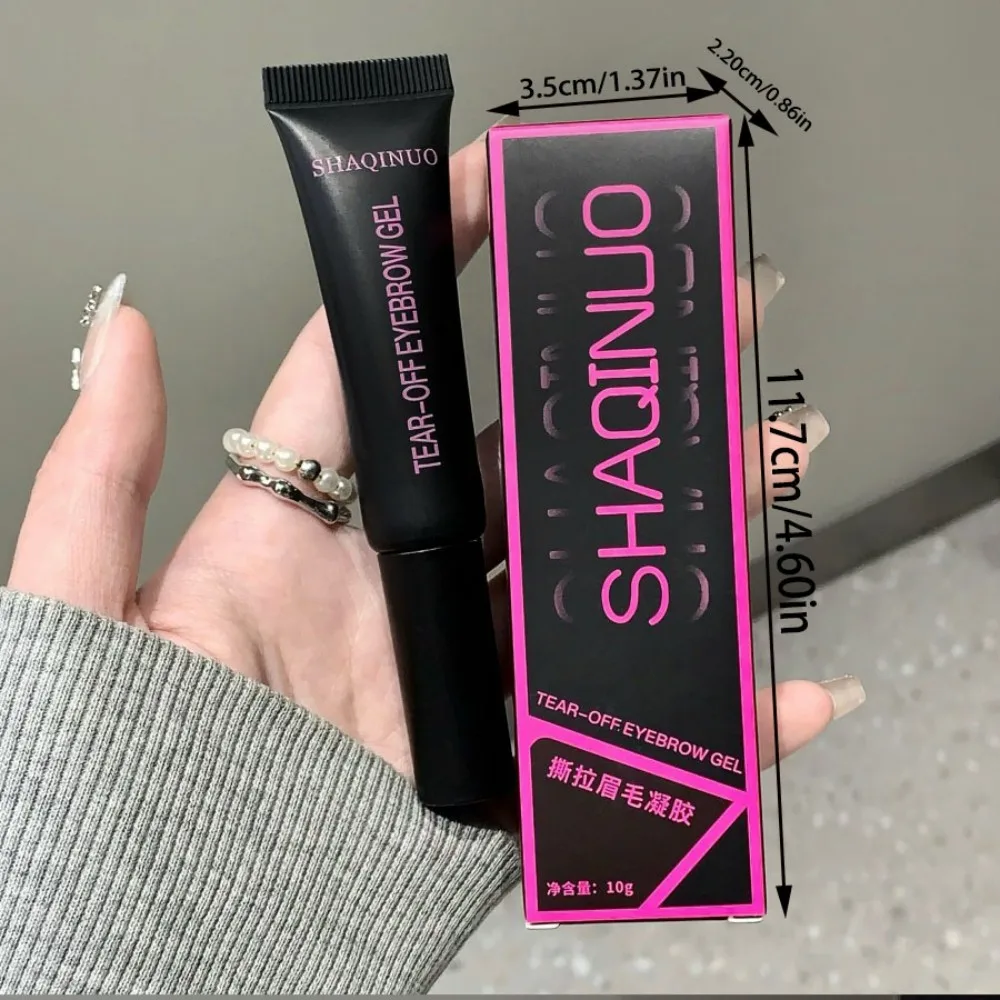 3.5cm/1.37in
2.20cm/0.86in
SHAQINUO
TEAR-OFF EYEBROW GEL
SHAQINUO
11.7cm/4.60in
TEAR-OFF EYEBROW GEL
撕拉眉毛凝胶
净含量：10g